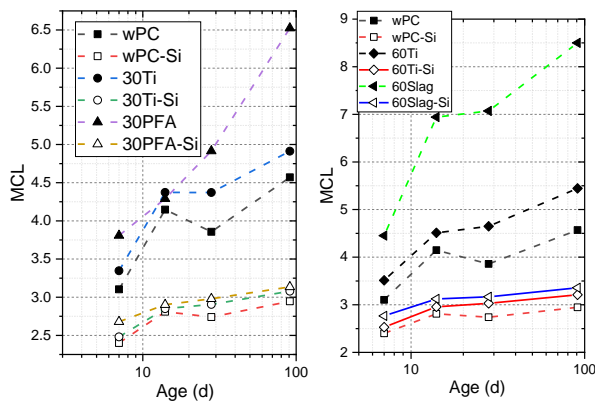 6.5
6.0
5.5
5.0
4.5
4.0
3.5
3.0
2.5
MCL
wPC
wPC-Si
30Ti
30Ti-Si
30PFA
30PFA-Si
10
100
Age (d)
9
8
7
6
5
4
3
2
MCL
wPC
wPC-Si
60Ti
60Ti-Si
60Slag
60Slag-Si
10
100
Age (d)